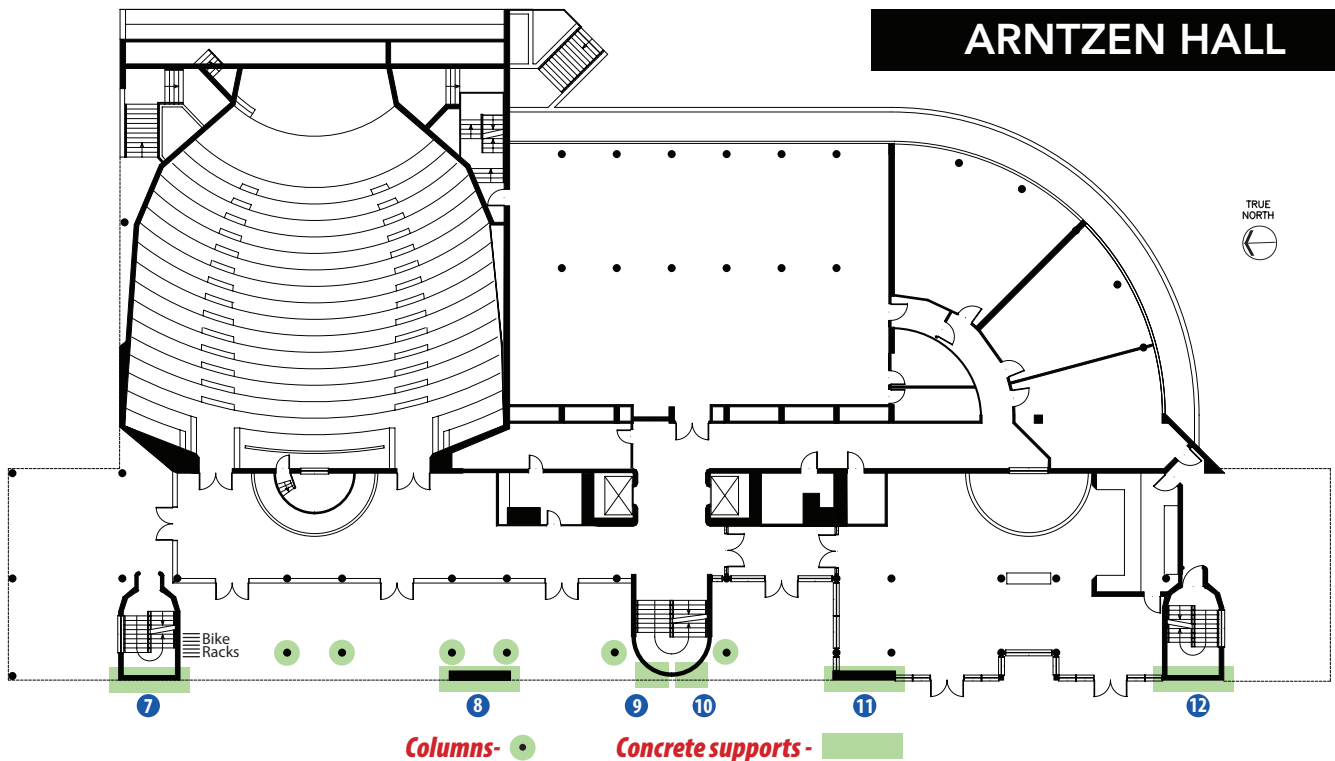 ARNTZEN HALL
TRUE
NORTH
Bike
Racks
7
8
9
10
11
12
Columns-
Concrete supports -